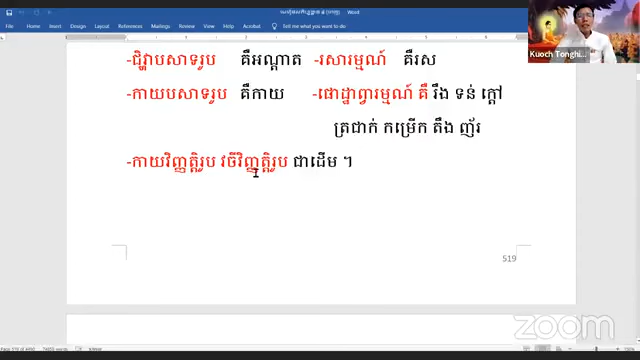 Word
File Home Insert Design Layout References Mailings Review View Help Acrobat Tell me what you want to do
-ជិវ្ហាបសាទរូប គឺអណ្ដាត -រសារម្មណ៍ គឺរស
-កាយបសាទរូប គឺកាយ -ផោដ្ឋព្វារម្មណ៍ គឺ រឹង ទន់ ក្ដៅ
ត្រជាក់ កម្រើក តឹង ញ័រ
-កាយវិញ្ញត្តិរូប វចីវិញ្ញត្តិរូប ជាដើម ។
519
Kuoch Tonghi...
zoom